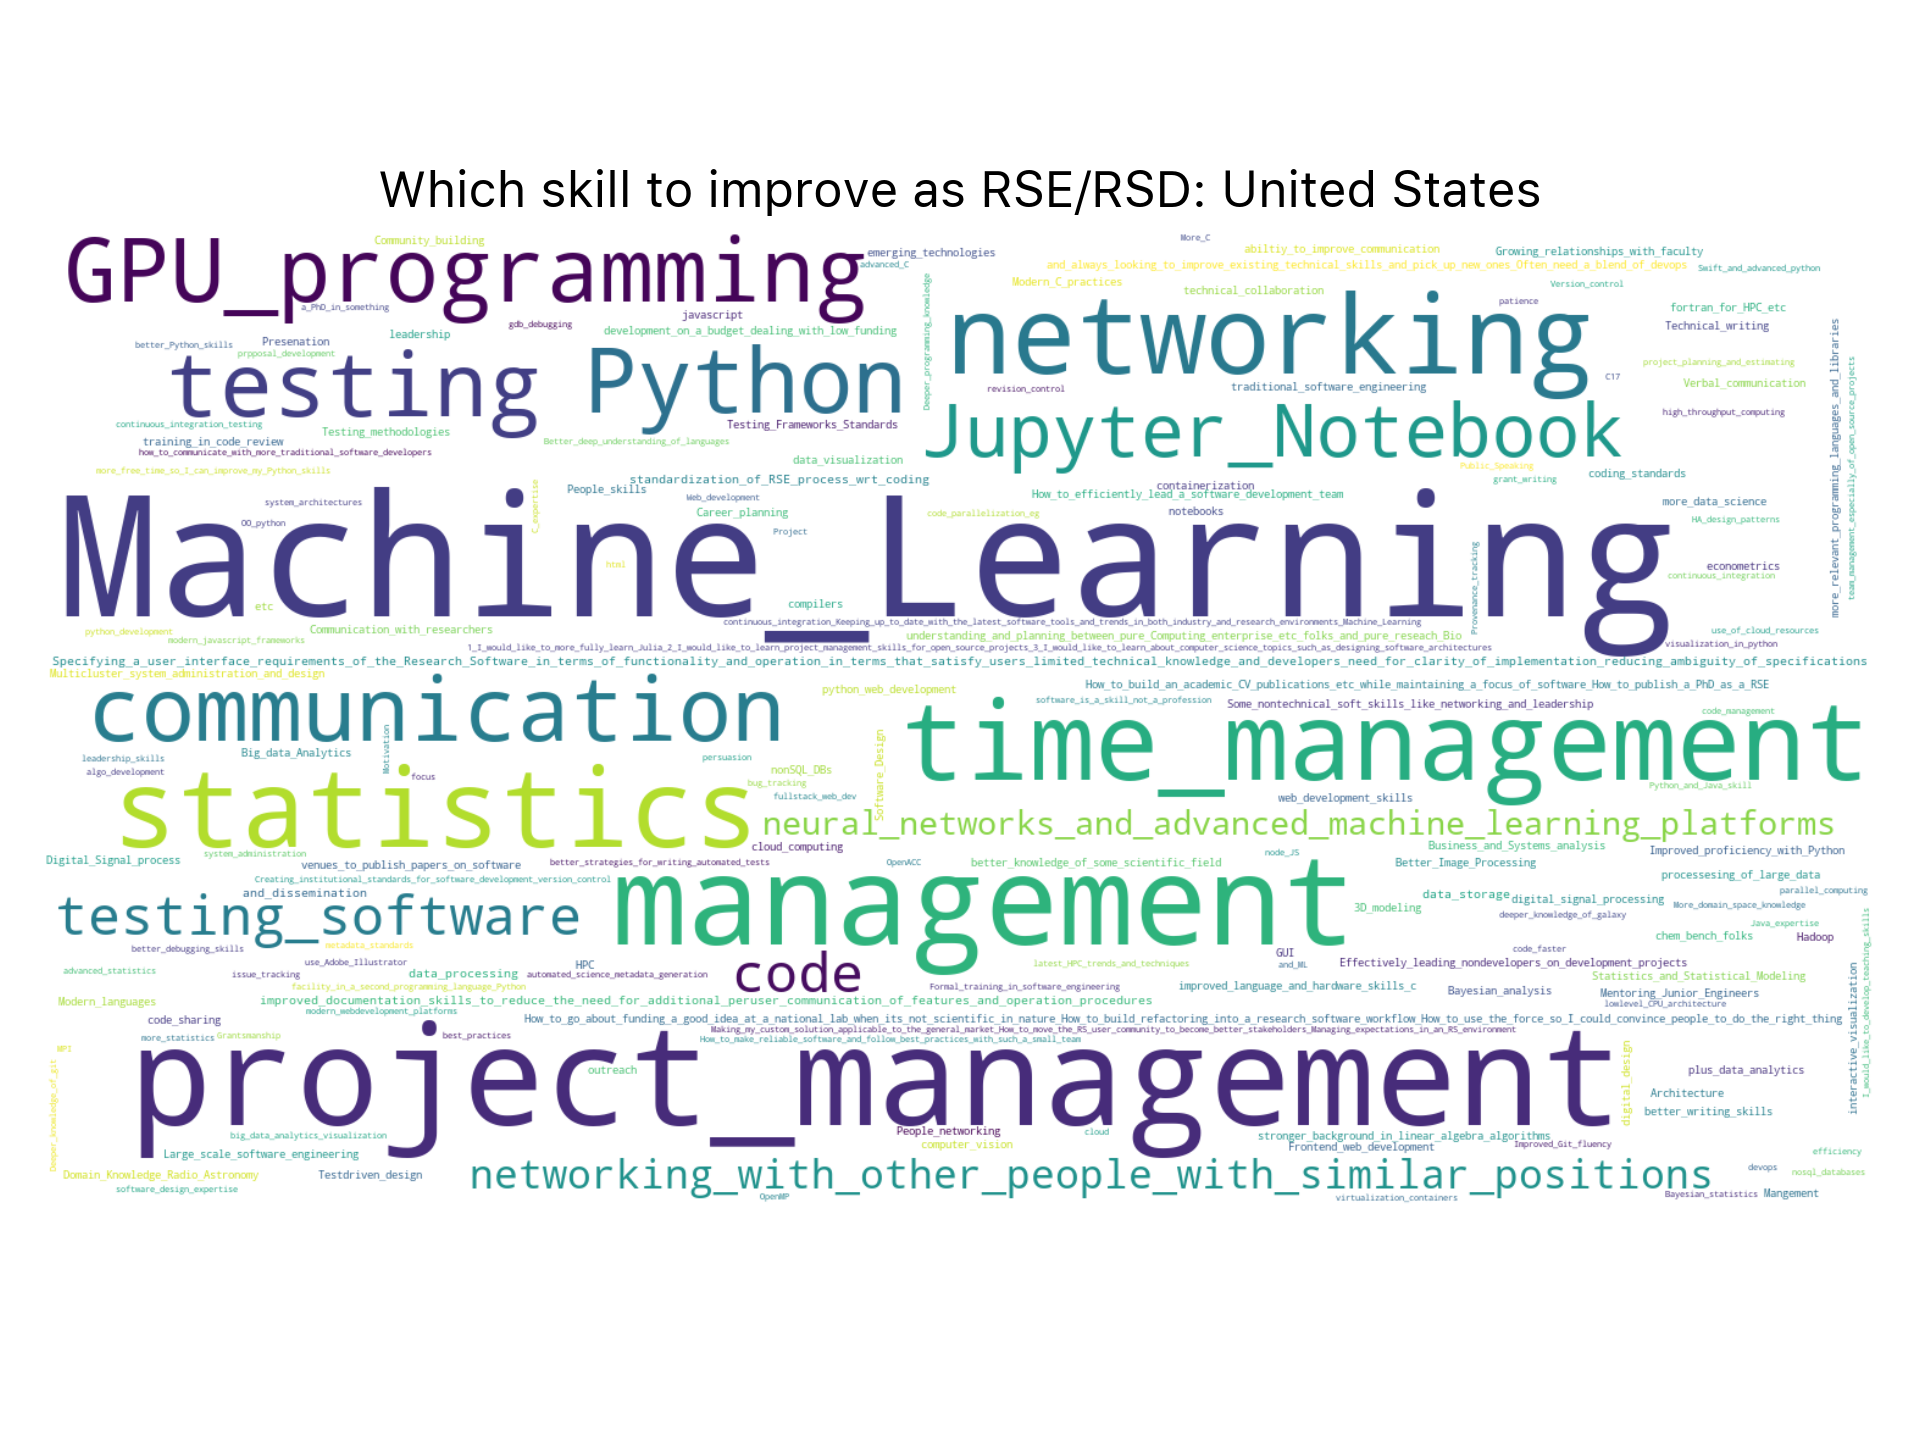 Which skill to improve as RSE/RSD: United States
GPU_programming
Community_building
emerging_technologies
advanced_C
More_C
abiltiy_to_improve_communication
Growing_relationships_with_faculty
and_always_looking_to_improve_existing_technical_skills_and_pick_up_new_ones_Often_need_a_blend_of_devops
Swift_and_advanced_python
Modern_C_practices
technical_collaboration
Version_control
a_PhD_in_something
javascript
patience
fortran_for_HPC_etc
networking
gdb_debugging
leadership
development_on_a_budget_dealing_with_low_funding
Deeper_programming_knowledge
Technical_writing
better_Python_skills
Presenation
prpposal_development
testing
Python
project_planning_and_estimating
C17
Verbal_communication
revision_control
traditional_software_engineering
Jupyter_Notebook
high_throughput_computing
more_relevant_programming_languages_and_libraries
team_management_especially_of_open_source_projects
continuous_integration_testing
Testing_methodologies
Testing_Frameworks_Standards
training_in_code_review
Better_deep_understanding_of_languages
how_to_communicate_with_more_traditional_software_developers
data_visualization
more_free_time_so_I_can_improve_my_Python_skills
Public_Speaking
grant_writing
coding_standards
standardization_of_RSE_process_wrt_coding
People_skills
C_expertise
Web_development
containerization
How_to_efficiently_lead_a_software_development_team
system_architectures
Career_planning
code_parallelization_eg
notebooks
more_data_science
OO_python
Project
HA_design_patterns
Machine_Learning
html
Provenance_tracking
econometrics
continuous_integration
etc
compilers
continuous_integration_Keeping_up_to_date_with_the_latest_software_tools_and_trends_in_both_industry_and_research_environments_Machine_Learning
python_development
Communication_with_researchers
modern_javascript_frameworks
understanding_and_planning_between_pure_Computing_enterprise_etc_folks_and_pure_reseach_Bio
use_of_cloud_resources
visualization_in_python
1_I_would_like_to_more_fully_learn_Julia_2_I_would_like_to_learn_project_management_skills_for_open_source_projects_3_I_would_like_to_learn_about_computer_science_topics_such_as_designing_software_architectures
Specifying_a_user_interface_requirements_of_the_Research_Software_in_terms_of_functionality_and_operation_in_terms_that_satisfy_users_limited_technical_knowledge_and_developers_need_for_clarity_of_implementation_reducing_ambiguity_of_specifications
Multicluster_system_administration_and_design
communication
python_web_development
How_to_build_an_academic_CV_publications_etc_while_maintaining_a_focus_of_software_How_to_publish_a_PhD_as_a_RSE
software_is_a_skill_not_a_profession
Some_nontechnical_soft_skills_like_networking_and_leadership
code_management
time_management
leadership_skills
Big_data_Analytics
Motivation
persuasion
Software_Design
algo_development
focus
nonSQL_DBs
bug_tracking
fullstack_web_dev
Python_and_Java_skill
web_development_skills
statistics
neural_networks_and_advanced_machine_learning_platforms
cloud_computing
Business_and_Systems_analysis
Improved_proficiency_with_Python
Digital_Signal_process
system_administration
venues_to_publish_papers_on_software
better_strategies_for_writing_automated_tests
OpenACC
better_knowledge_of_some_scientific_field
node_JS
Better_Image_Processing
processesing_of_large_data
Creating_institutional_standards_for_software_development_version_control
and_dissemination
testing_software
management
data_storage
digital_signal_processing
parallel_computing
More_domain_space_knowledge
3D_modeling
deeper_knowledge_of_galaxy
Java_expertise
chem_bench_folks
Hadoop
I_would_like_to_develop_teaching_skills
better_debugging_skills
metadata_standards
code
GUI
code_faster
use_Adobe_Illustrator
HPC
latest_HPC_trends_and_techniques
and_ML
Effectively_leading_nondevelopers_on_development_projects
advanced_statistics
issue_tracking
data_processing
automated_science_metadata_generation
Statistics_and_Statistical_Modeling
facility_in_a_second_programming_language_Python
Formal_training_in_software_engineering
improved_language_and_hardware_skills_c
Bayesian_analysis
Mentoring_Junior_Engineers
interactive_visualization
Modern_languages
improved_documentation_skills_to_reduce_the_need_for_additional_peruser_communication_of_features_and_operation_procedures
lowlevel_CPU_architecture
modern_webdevelopment_platforms
code_sharing
How_to_go_about_funding_a_good_idea_at_a_national_lab_when_its_not_scientific_in_nature_How_to_build_refactoring_into_a_research_software_workflow_How_to_use_the_force_so_I_could_convince_people_to_do_the_right_thing
Making_my_custom_solution_applicable_to_the_general_market_How_to_move_the_RS_user_community_to_become_better_stakeholders_Managing_expectations_in_an_RS_environment
more_statistics
Grantsmanship
best_practices
How_to_make_reliable_software_and_follow_best_practices_with_such_a_small_team
MPI
Deeper_knowledge_of_git
project_management
outreach
digital_design
plus_data_analytics
Architecture
better_writing_skills
big_data_analytics_visualization
People_networking
cloud
computer_vision
stronger_background_in_linear_algebra_algorithms
Frontend_web_development
Improved_Git_fluency
Large_scale_software_engineering
efficiency
Domain_Knowledge_Radio_Astronomy
Testdriven_design
networking_with_other_people_with_similar_positions
devops
nosql_databases
software_design_expertise
OpenMP
virtualization_containers
Bayesian_statistics
Mangement